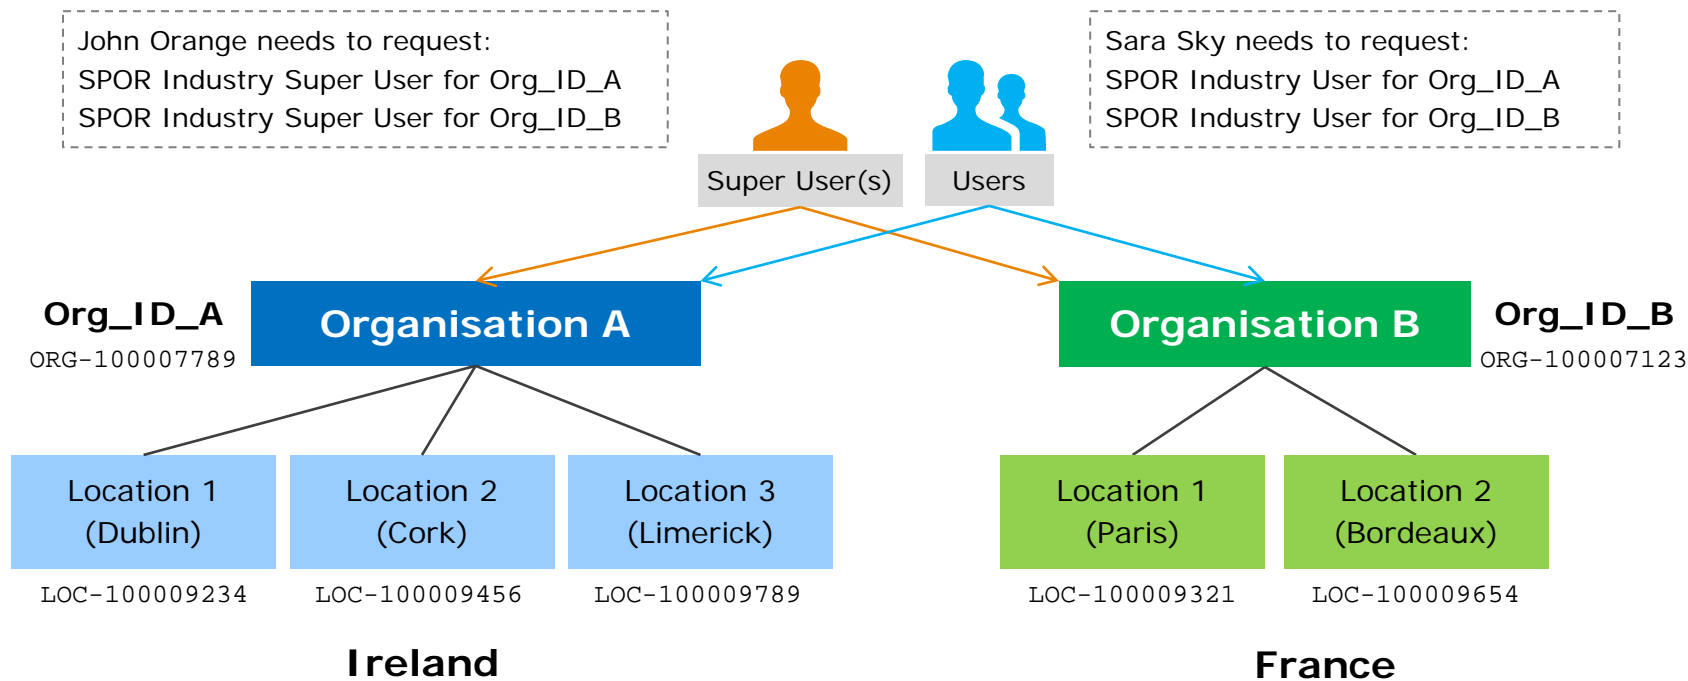 John Orange needs to request:
SPOR Industry Super User for Org_ID_A
SPOR Industry Super User for Org_ID_B
Sara Sky needs to request:
SPOR Industry User for Org_ID_A
SPOR Industry User for Org_ID_B
Super User(s)
Users
Org_ID_A
ORG-100007789
Organisation A
Organisation B
Org_ID_B
ORG-100007123
Location 1
(Dublin)
LOC-100009234
Location 2
(Cork)
LOC-100009456
Location 3
(Limerick)
LOC-100009789
Location 1
(Paris)
LOC-100009321
Location 2
(Bordeaux)
LOC-100009654
Ireland
France